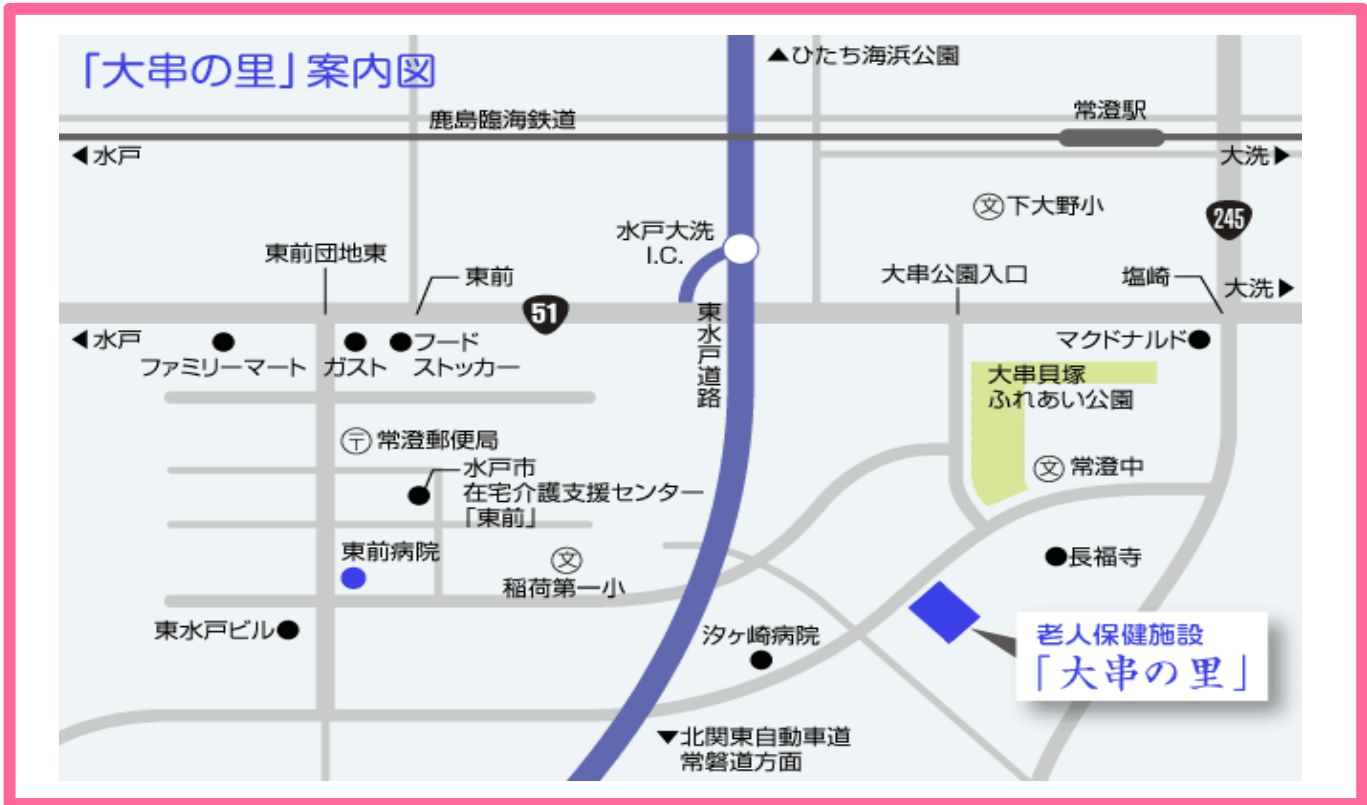 「大串の里」案内図
▲ひたち海浜公園
鹿島臨海鉄道
常澄駅
◀水戸
大洗▶
文
下大野小
245
水戸大洗
I.C.
東前団地東
東前
大串公園入口
塩崎
大洗▶
51
◀水戸
東水戸道路
ファミリーマート
ガスト
フード
ストッカー
マクドナルド
大串貝塚
ふれあい公園
〒
常澄郵便局
水戸市
在宅介護支援センター
「東前」
文
常澄中
東前病院
文
稲荷第一小
長福寺
東水戸ビル
汐ヶ崎病院
老人保健施設
「大串の里」
▼北関東自動車道
常磐道方面